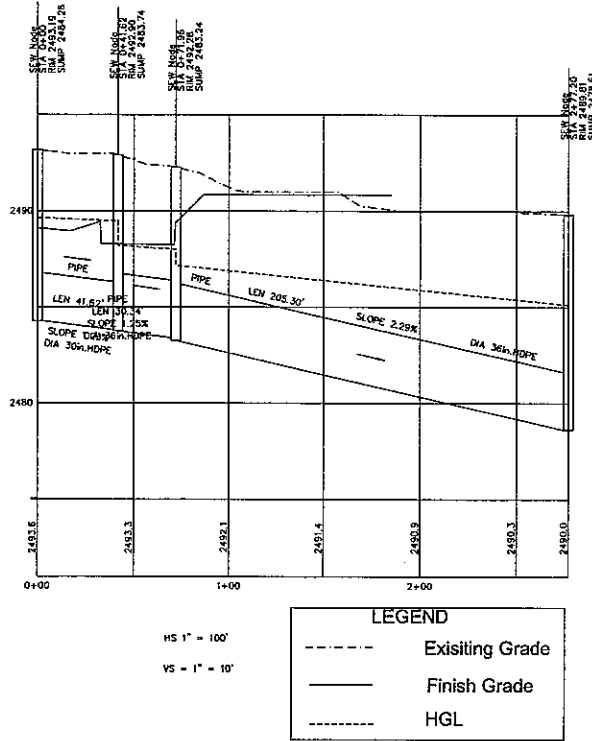 SEW Node
STA 0+00
RIM 2493.19
SUMP 2484.28
SEW Node
STA 0+41.62
RIM 2492.90
SUMP 2483.74
SEW Node
STA 0+71.96
RIM 2492.28
SUMP 2483.24
SEW Node
STA 2+77.20
RIM 2489.81
2490
2480
PIPE
LEN 41.62'
DIA 30in.HDPE
PIPE
LEN 30.34'
SLOPE 1.25%
DIA 36in.HDPE
PIPE
LEN 205.30'
SLOPE 2.29%
DIA 36in.HDPE
2493.6
2493.3
2492.1
2491.4
2490.9
2490.3
2490.0
0+00
1+00
2+00
HS 1" = 100'
VS = 1" = 10'
LEGEND
Exisiting Grade
Finish Grade
HGL